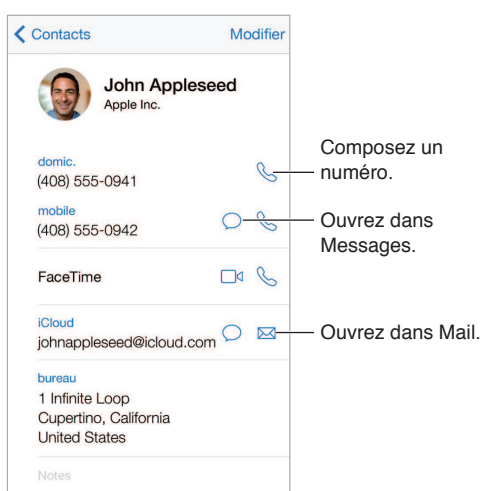 Contacts
Modifier
John Appleseed
Apple Inc.
domic.
(408) 555-0941
Composez un
numéro.
mobile
(408) 555-0942
Ouvrez dans
Messages.
FaceTime
iCloud
johnappleseed@icloud.com
Ouvrez dans Mail.
bureau
1 Infinite Loop
Cupertino, California
United States
Notes